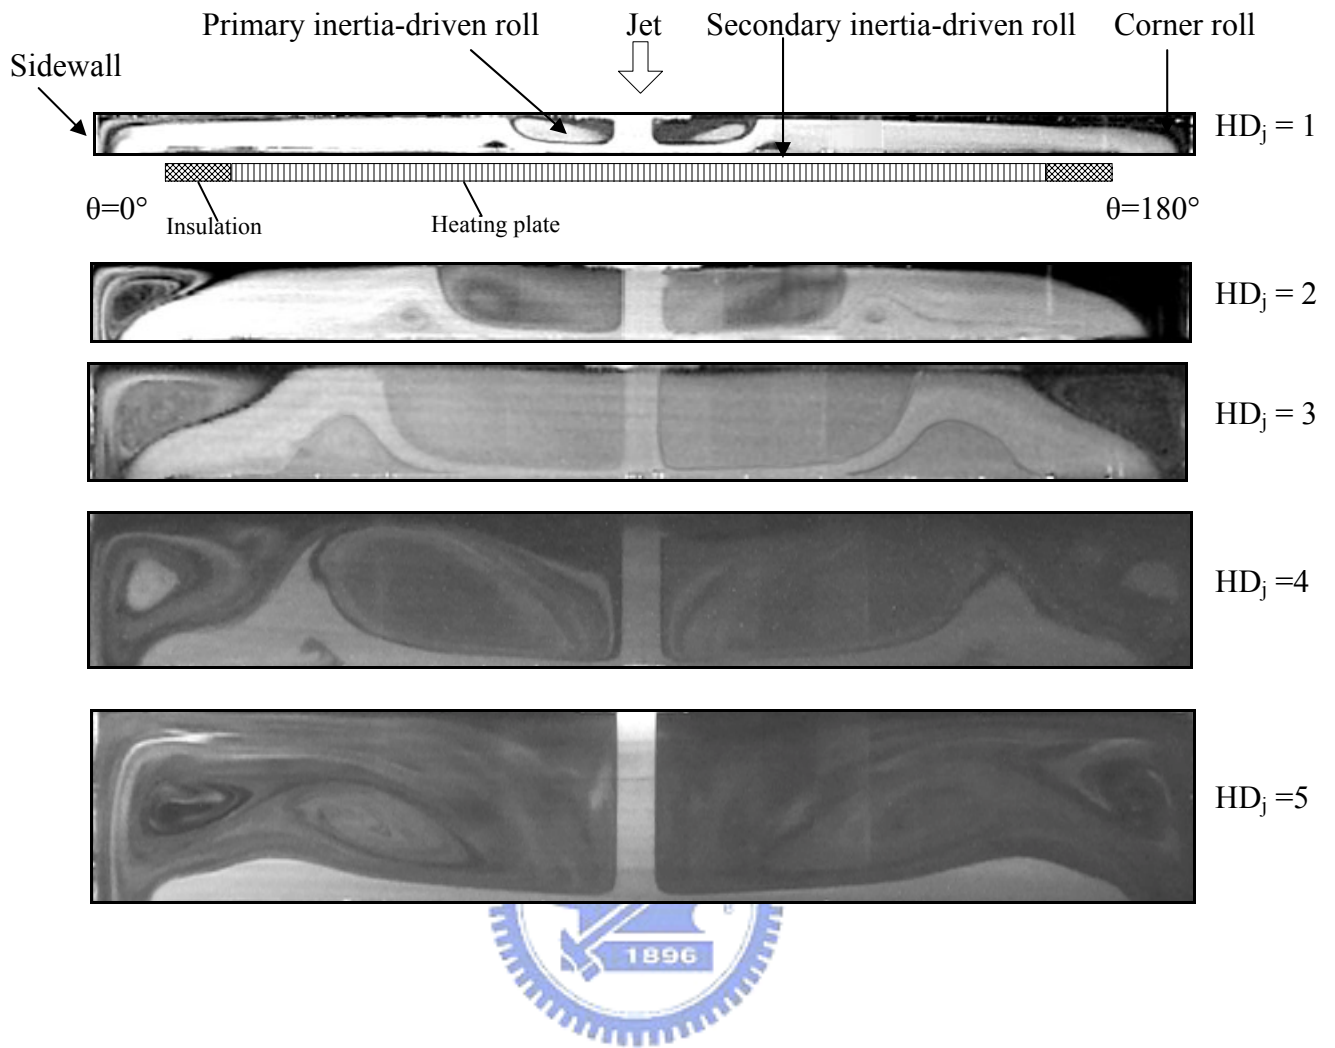 Primary inertia-driven roll
Jet
Secondary inertia-driven roll
Corner roll
Sidewall
HDj = 1
θ=0°
Insulation
Heating plate
θ=180°
HDj = 2
HDj = 3
HDj =4
HDj =5
1896